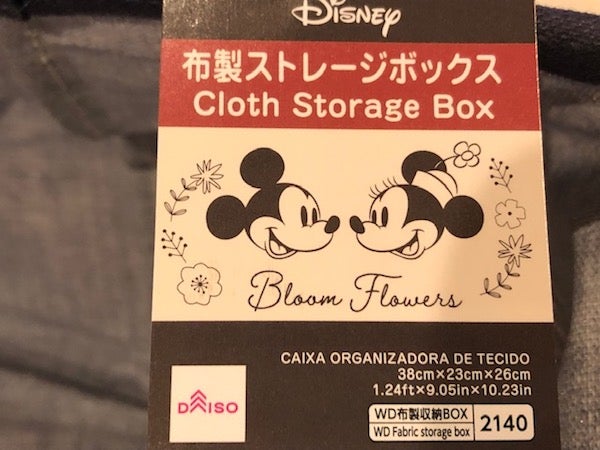 Disney
布製ストレージボックス
Cloth Storage Box
Bloom Flowers
CAIXA ORGANIZADORA DE TECIDO
38cm×23cm×26cm
1.24ft×9.05in×10.23in
DAISO
WD布製収納BOX
WD Fabric storage box
2140